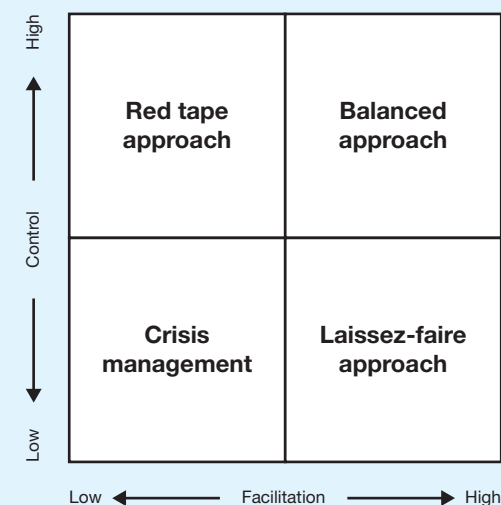 High
Control
Low
Red tape
approach
Balanced
approach
Crisis
management
Laissez-faire
approach
Low
Facilitation
High